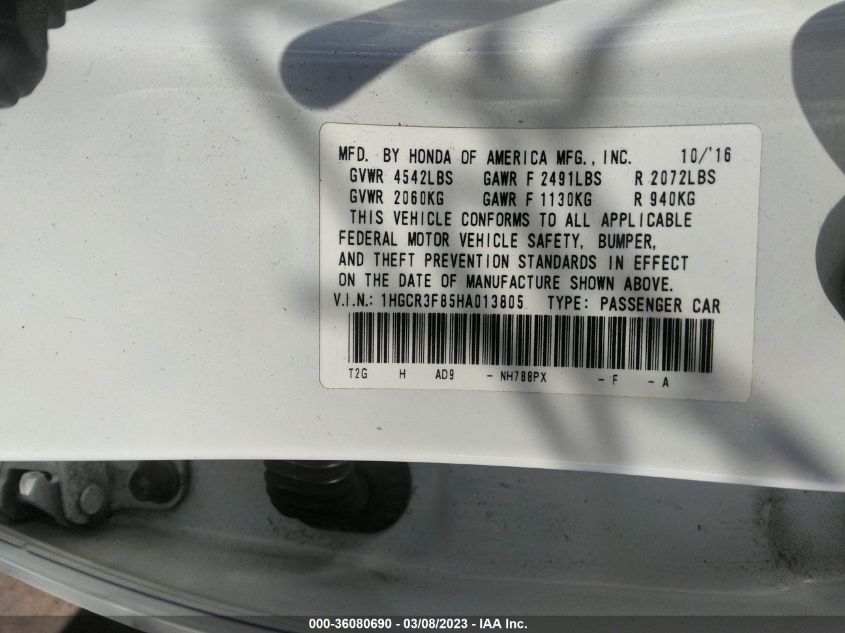 MFD. BY HONDA OF AMERICA MFG., INC. 10/'16
GVWR 4542LBS GAWR F 2491LBS R 2072LBS
GVWR 2060KG GAWR F 1130KG R 940KG
THIS VEHICLE CONFORMS TO ALL APPLICABLE
FEDERAL MOTOR VEHICLE SAFETY, BUMPER,
AND THEFT PREVENTION STANDARDS IN EFFECT
ON THE DATE OF MANUFACTURE SHOWN ABOVE.
V.I.N.: 1HGCR3F85HA013805 TYPE: PASSENGER CAR
T2G H AD9 - NH788PX - F - A
000-36080690 - 03/08/2023 - IAA Inc.